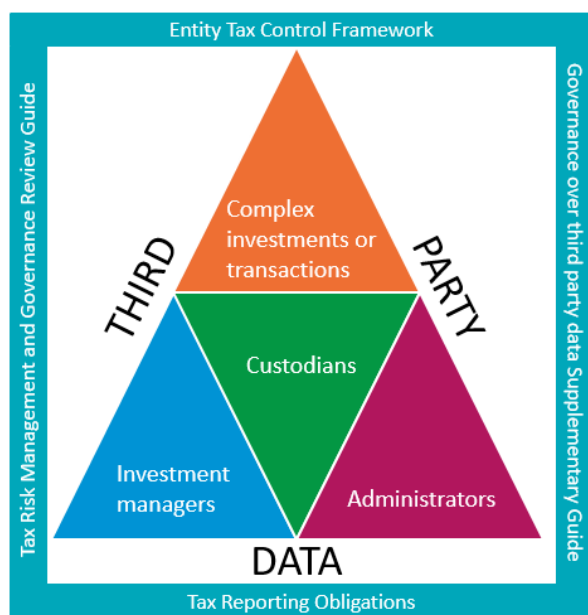 Entity Tax Control Framework
Tax Risk Management and Governance Review Guide
Governance over third party data Supplementary Guide
THIRD
PARTY
Complex
investments or
transactions
Custodians
Investment
managers
Administrators
DATA
Tax Reporting Obligations